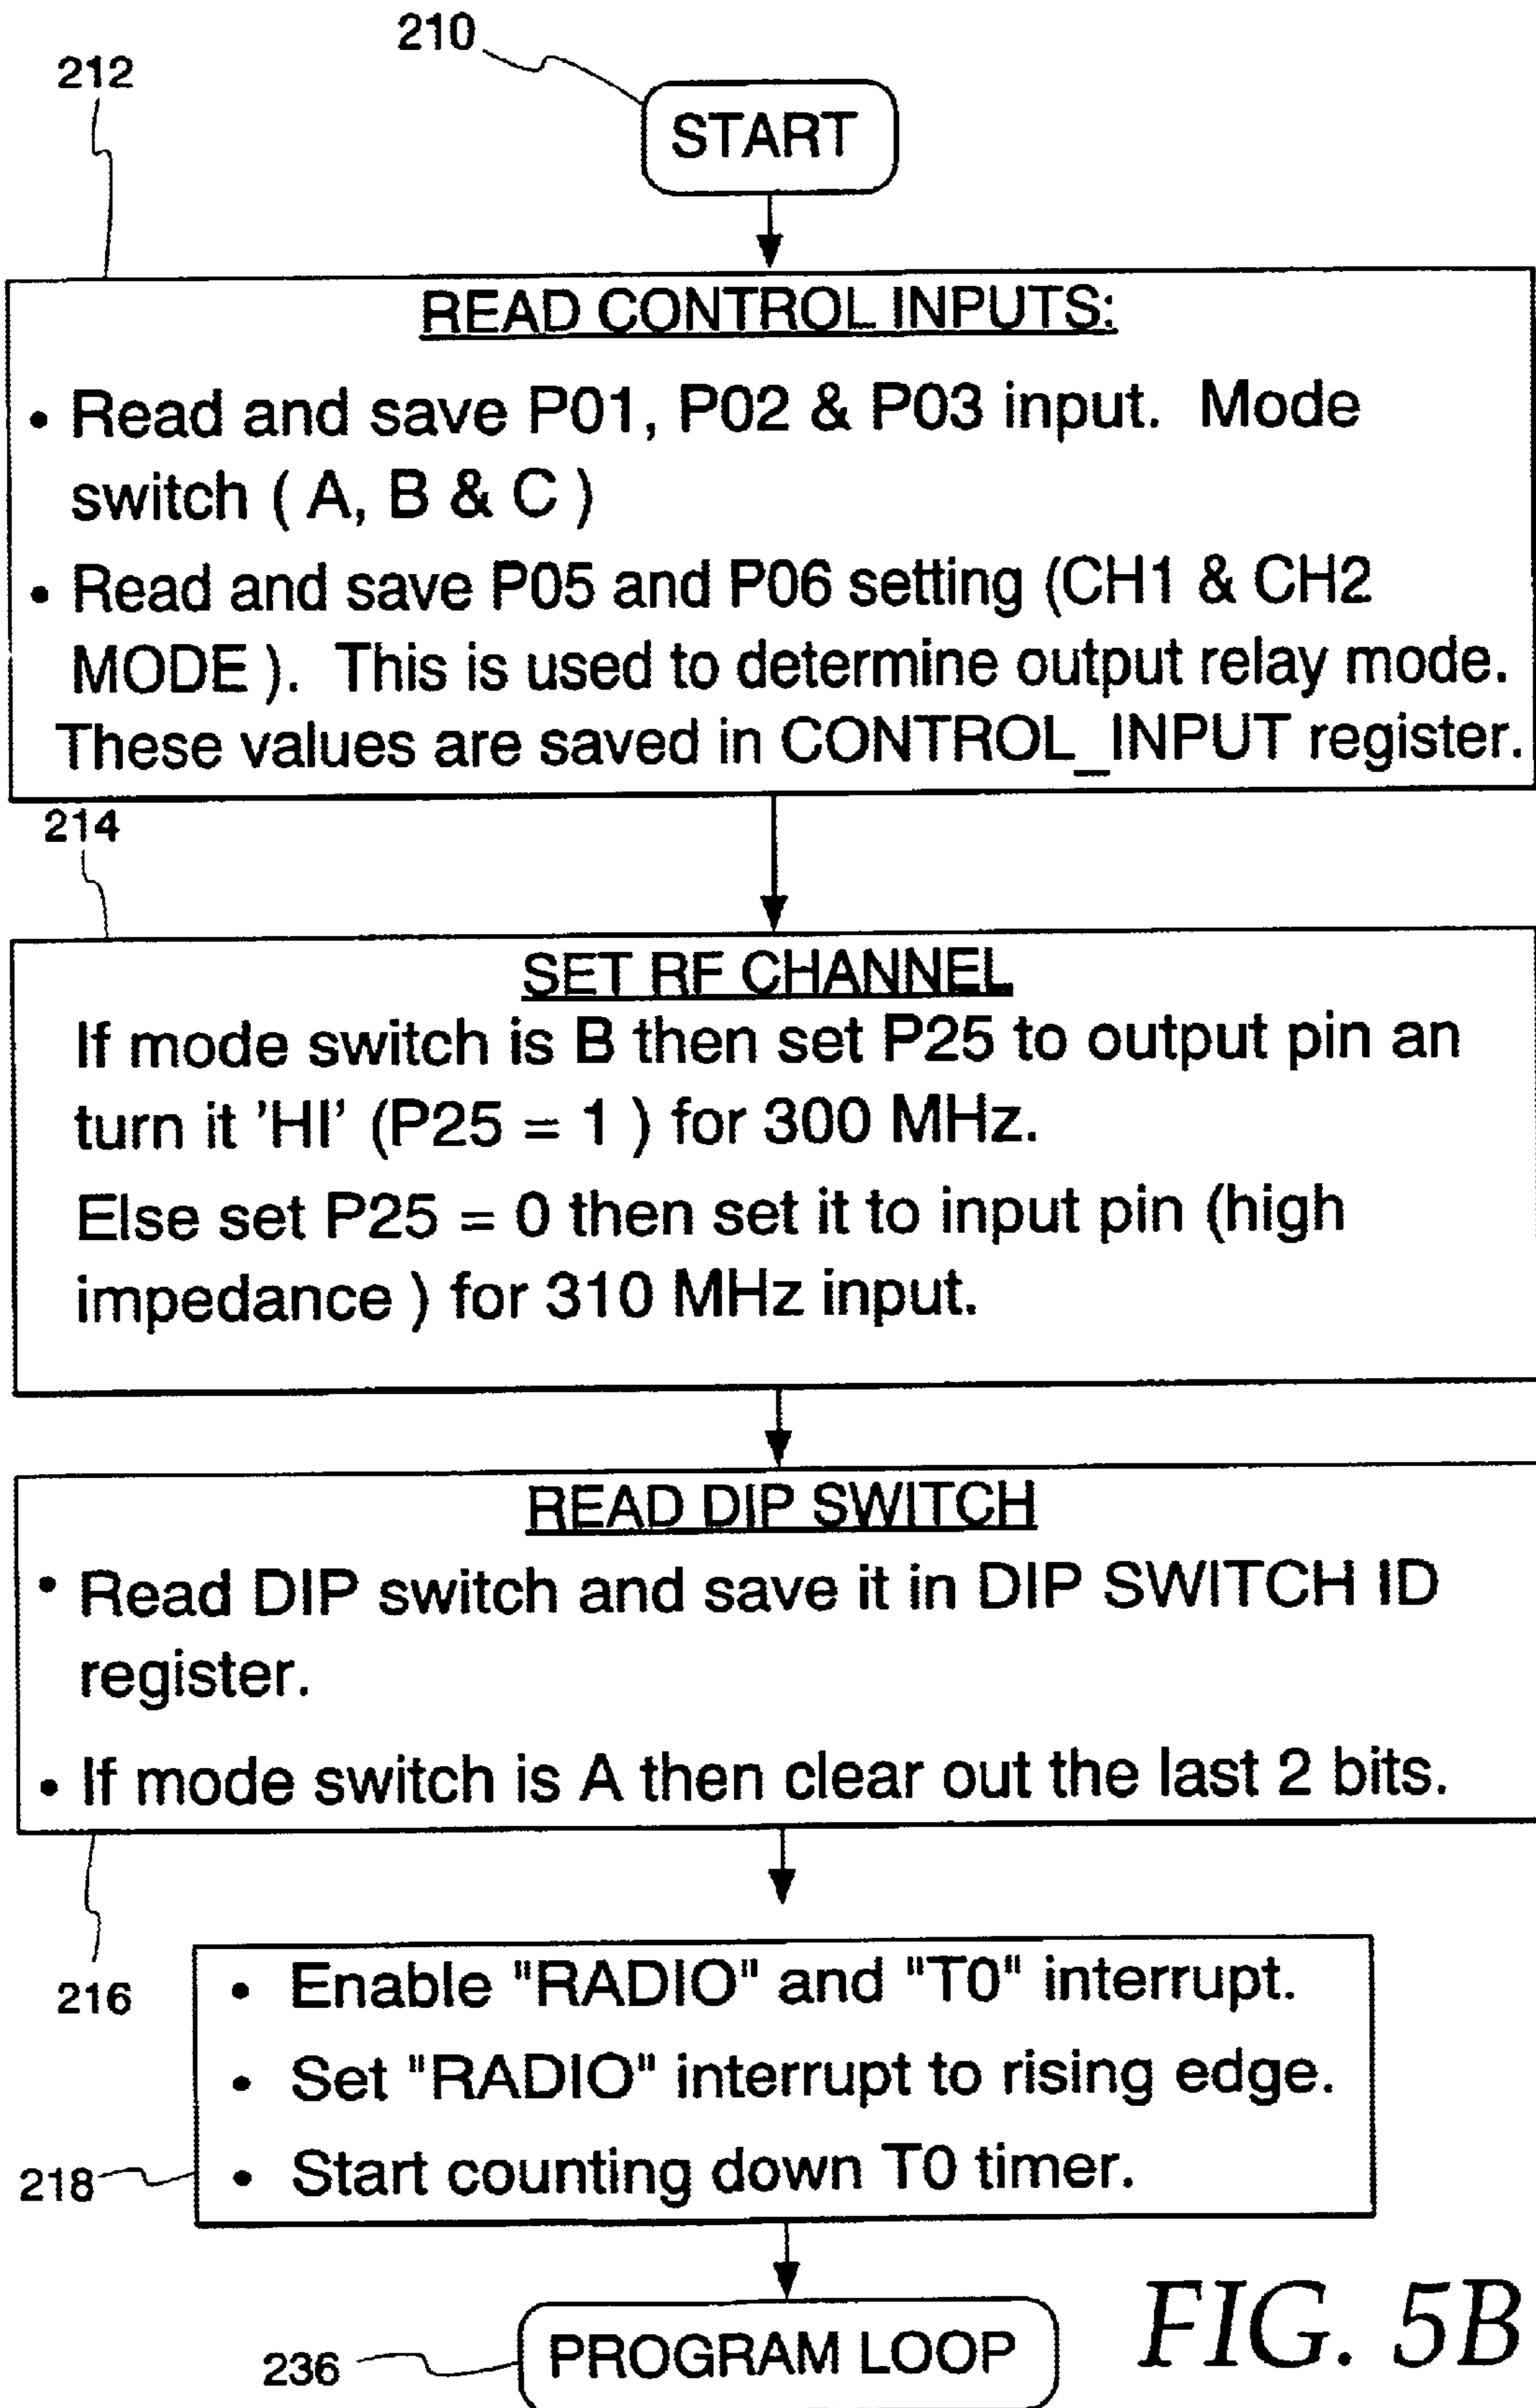 210
212
START
READ CONTROL INPUTS:
• Read and save P01, P02 & P03 input. Mode
switch ( A, B & C )
• Read and save P05 and P06 setting (CH1 & CH2
MODE ). This is used to determine output relay mode.
These values are saved in CONTROL_INPUT register.
214
SET RF CHANNEL
If mode switch is B then set P25 to output pin an
turn it 'HI' (P25 = 1 ) for 300 MHz.
Else set P25 = 0 then set it to input pin (high
impedance ) for 310 MHz input.
READ DIP SWITCH
• Read DIP switch and save it in DIP SWITCH ID
register.
• If mode switch is A then clear out the last 2 bits.
216
• Enable "RADIO" and "T0" interrupt.
• Set "RADIO" interrupt to rising edge.
• Start counting down T0 timer.
218
236
PROGRAM LOOP
FIG. 5B